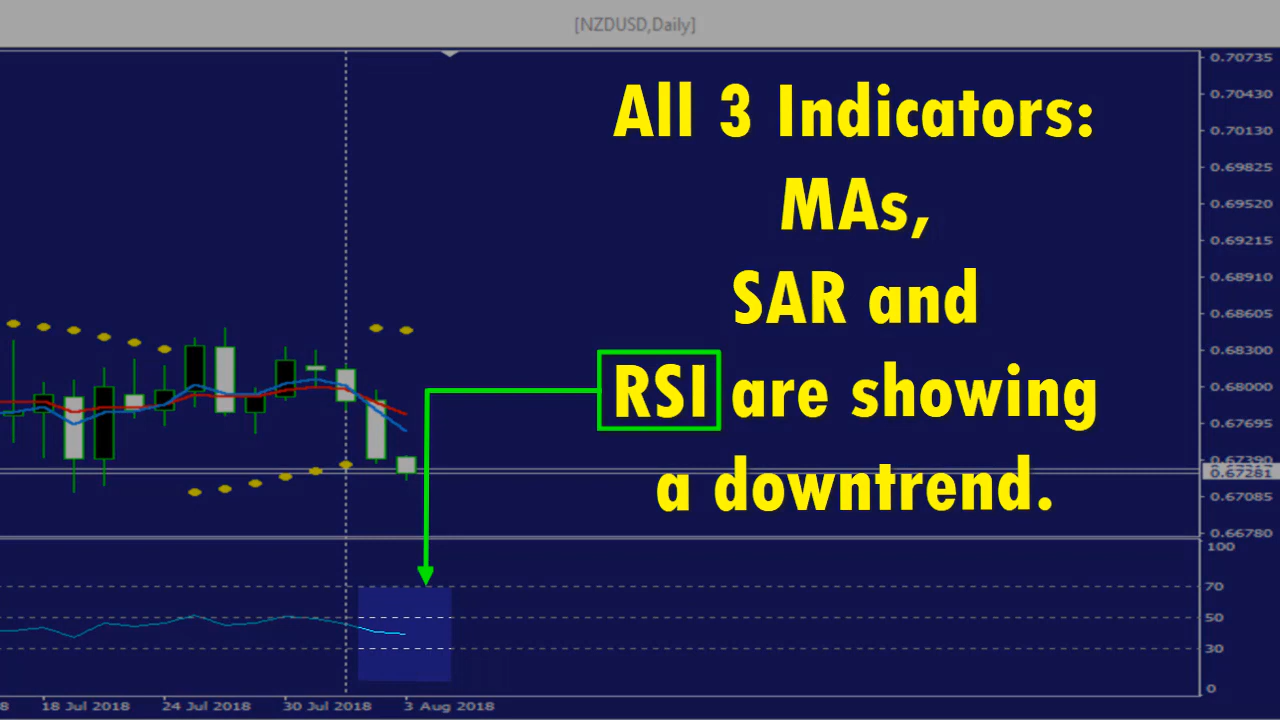 [NZDUSD,Daily]
All 3 Indicators:
MAs,
SAR and
RSI are showing
a downtrend.
0.70735
0.70430
0.70130
0.69825
0.69520
0.69215
0.68910
0.68605
0.68300
0.68000
0.67695
0.67390
0.67281
0.67085
0.66780
100
70
50
30
0
8 18 Jul 2018 24 Jul 2018 30 Jul 2018 3 Aug 2018